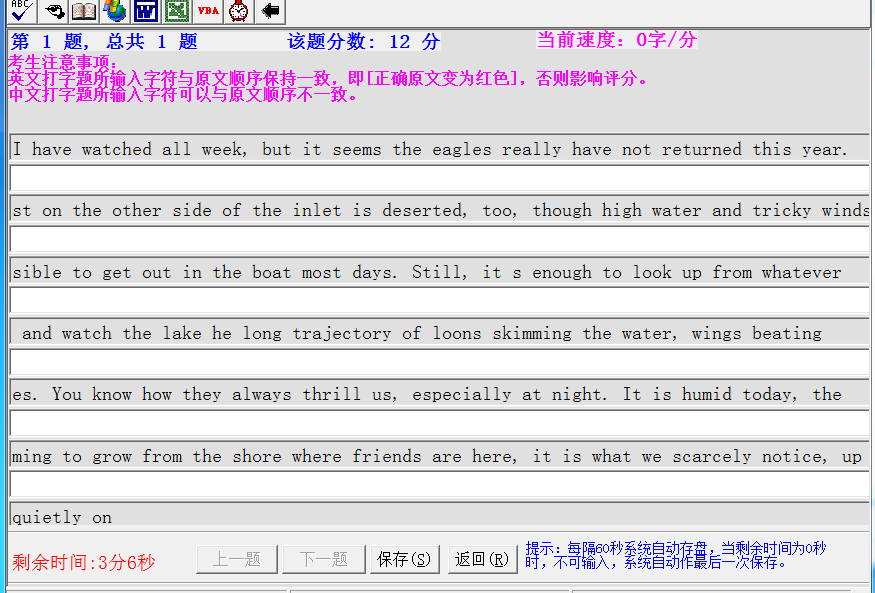 ABC W VBA
第 1 题, 总共 1 题 该题分数: 12 分 当前速度: 0字/分
考生注意事项:
英文打字题所输入字符与原文顺序保持一致，即[正确原文变为红色]，否则影响评分。
中文打字题所输入字符可以与原文顺序不一致。
I have watched all week, but it seems the eagles really have not returned this year.
st on the other side of the inlet is deserted, too, though high water and tricky winds
sible to get out in the boat most days. Still, it s enough to look up from whatever
and watch the lake he long trajectory of loons skimming the water, wings beating
es. You know how they always thrill us, especially at night. It is humid today, the
ming to grow from the shore where friends are here, it is what we scarcely notice, up
quietly on
剩余时间:3分6秒 上一题 下一题 保存(S) 返回(R) 提示: 每隔60秒系统自动存盘，当剩余时间为0秒
时，不可输入，系统自动作最后一次保存。